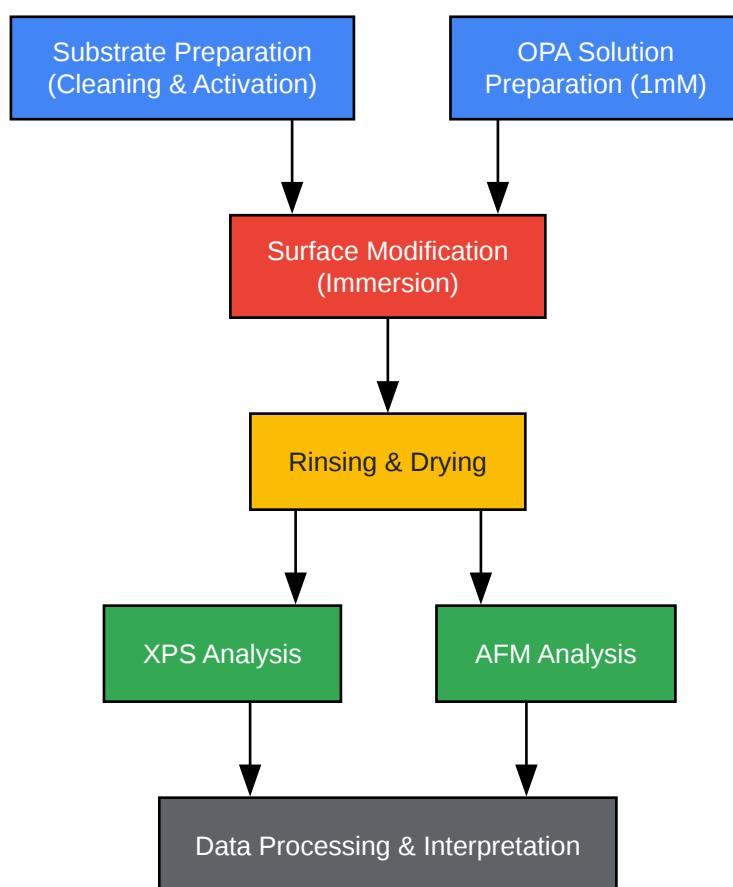 Substrate Preparation
(Cleaning & Activation)
OPA Solution
Preparation (1mM)
Surface Modification
(Immersion)
Rinsing & Drying
XPS Analysis
AFM Analysis
Data Processing & Interpretation